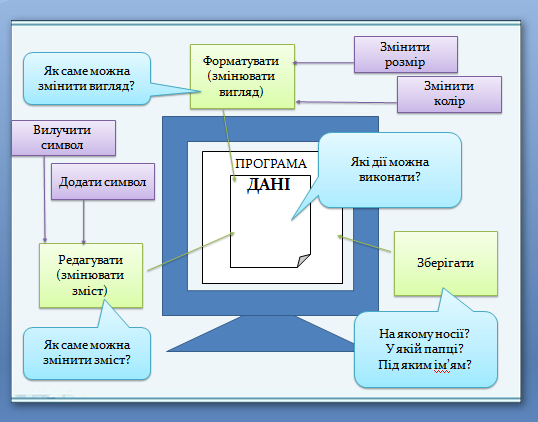 Форматувати
(змінювати
вигляд)
Змінити
розмір
Як саме можна
змінити вигляд?
Змінити
колір
Вилучити
символ
ПРОГРАМА
Які дії можна
виконати?
Додати символ
ДАНІ
Редагувати
(змінювати
зміст)
Зберігати
Як саме можна
змінити зміст?
На якому носії?
У якій папці?
Під яким ім'ям?